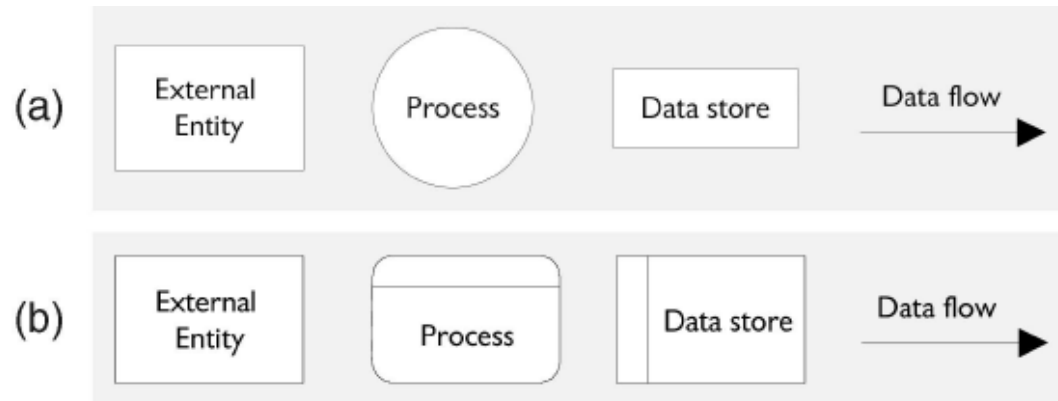 (a)
External
Entity
Process
Data store
Data flow
(b)
External
Entity
Process
Data store
Data flow